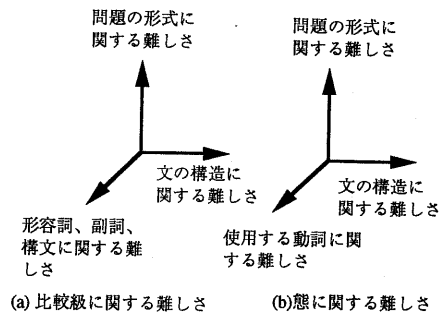 問題の形式に
関する難しさ
文の構造に
関する難しさ
形容詞、副詞、
構文に関する難
しさ
(a) 比較級に関する難しさ
問題の形式に
関する難しさ
文の構造に
関する難しさ
使用する動詞に関
する難しさ
(b)態に関する難しさ